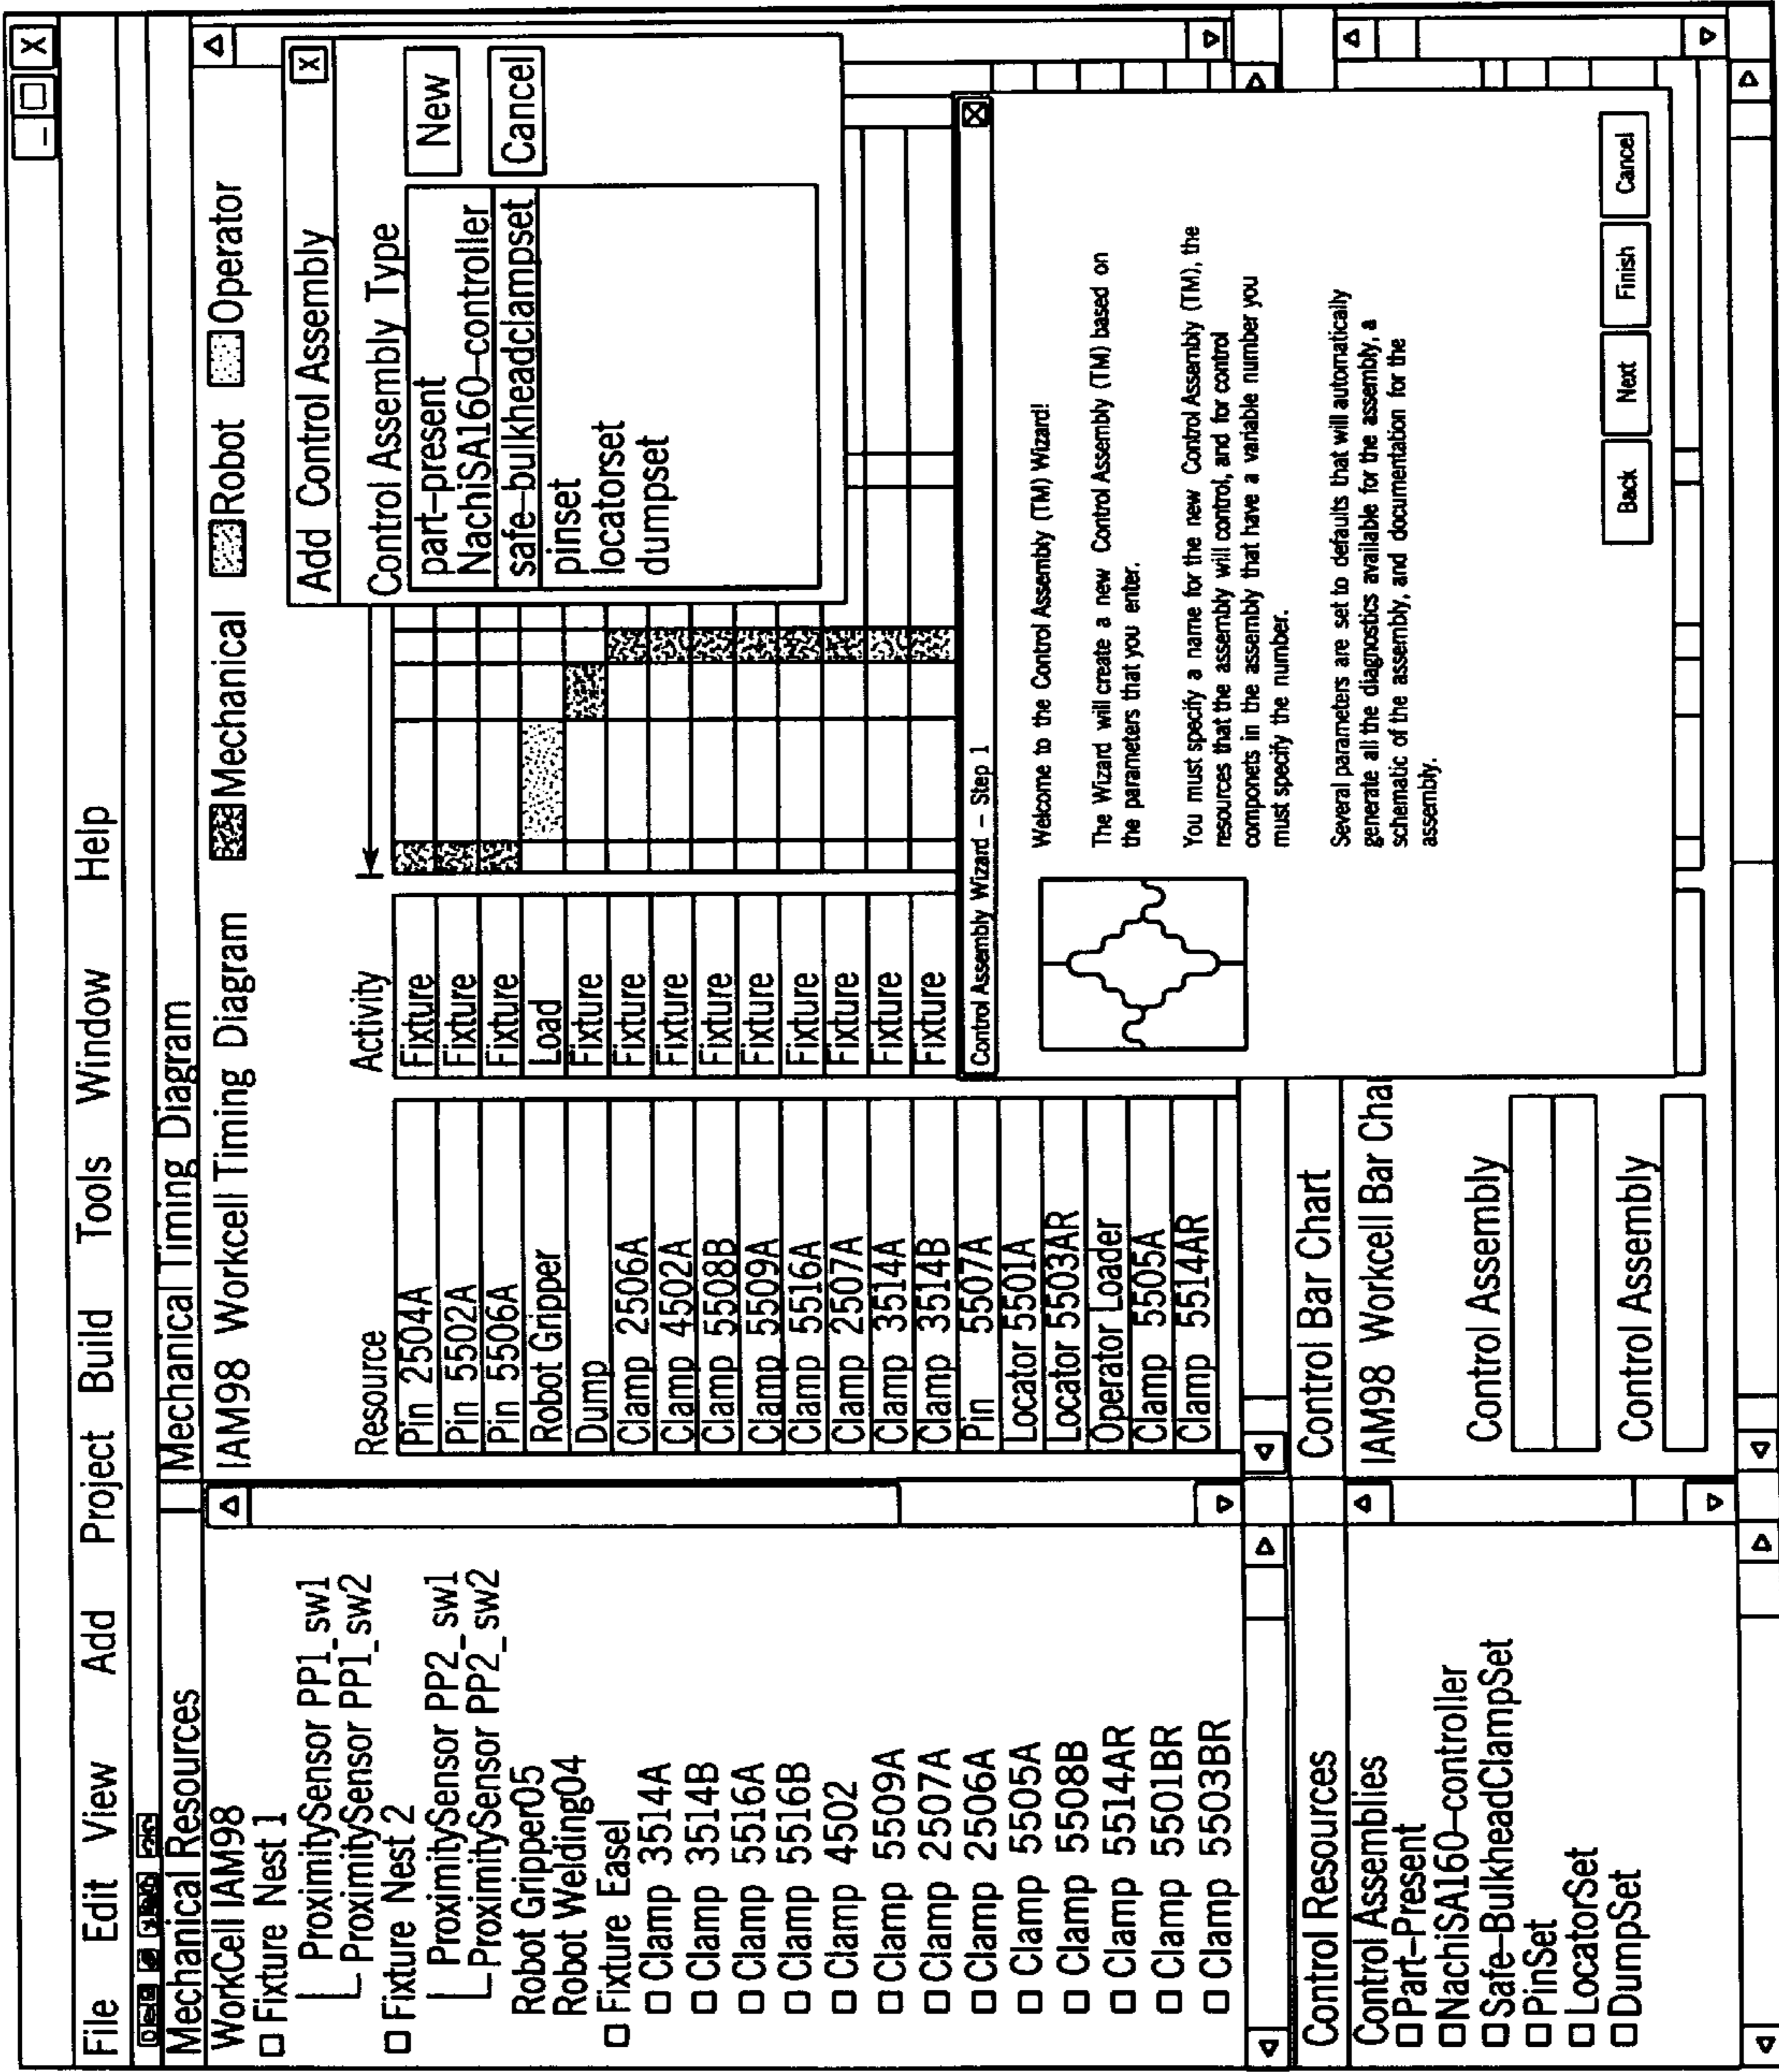 File Edit View Add Project Build Tools Window Help
Mechanical Resources
WorkCell IAM98
Fixture Nest 1
ProximitySensor PP1_sw1
ProximitySensor PP1_sw2
Fixture Nest 2
ProximitySensor PP2_sw1
ProximitySensor PP2_sw2
Robot Gripper05
Robot Welding04
Fixture Easel
Clamp 3514A
Clamp 3514B
Clamp 5516A
Clamp 5516B
Clamp 4502
Clamp 5509A
Clamp 2507A
Clamp 2506A
Clamp 5505A
Clamp 5508B
Clamp 5514AR
Clamp 5501BR
Clamp 5503BR
Control Resources
Control Assemblies
Part-Present
NachiSA160-controller
Safe-BulkheadClampSet
PinSet
LocatorSet
DumpSet
Mechanical Timing Diagram
IAM98 Workcell Timing Diagram Mechanical Robot Operator
Resource Activity
Pin 2504A Fixture
Pin 5502A Fixture
Pin 5506A Fixture
Robot Gripper Load
Dump Fixture
Clamp 2506A Fixture
Clamp 4502A Fixture
Clamp 5508B Fixture
Clamp 5509A Fixture
Clamp 5516A Fixture
Clamp 2507A Fixture
Clamp 3514A Fixture
Clamp 3514B Fixture
Pin 5507A
Locator 5501A
Locator 5503AR
Operator Loader
Clamp 5505A
Clamp 5514AR
Control Bar Chart
IAM98 Workcell Bar Cha
Control Assembly
Control Assembly
Add Control Assembly X
Control Assembly Type
part-present
NachiSA160-controller
safe-bulkheadclampset
pinset
locatorset
dumpset
New
Cancel
Control Assembly Wizard - Step 1
Welcome to the Control Assembly (TM) Wizard!
The Wizard will create a new Control Assembly (TM) based on
the parameters that you enter.
You must specify a name for the new Control Assembly (TM), the
resources that the assembly will control, and for control
componets in the assembly that have a variable number you
must specify the number.
Several parameters are set to defaults that will automatically
generate all the diagnostics available for the assembly, a
schematic of the assembly, and documentation for the
assembly.
Back Next Finish Cancel